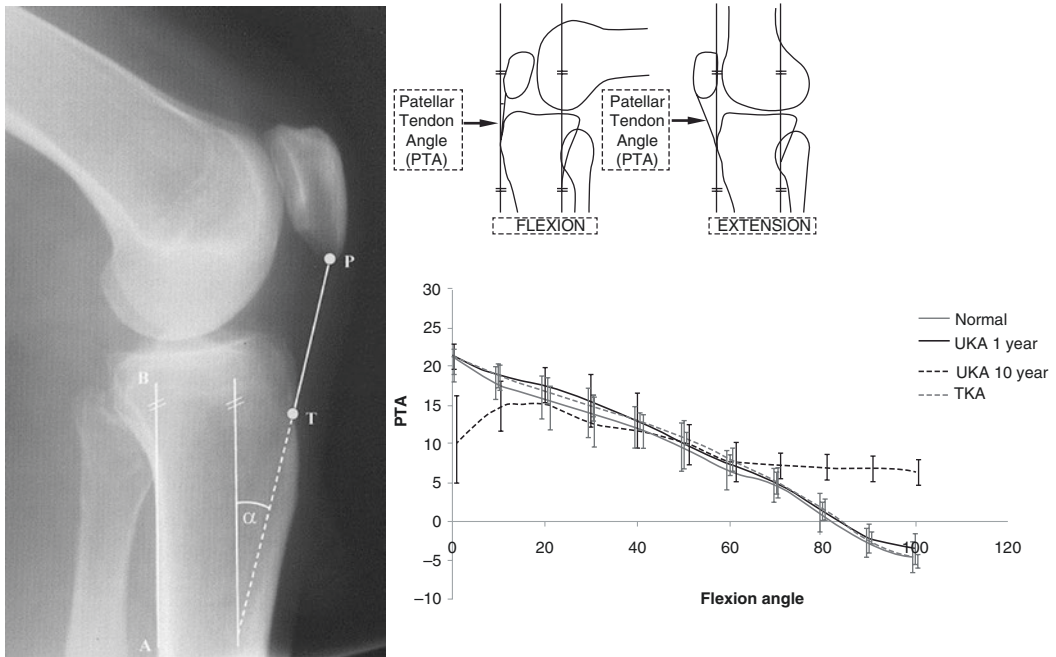 P
B
T
α
A
Patellar
Tendon
Angle
(PTA)
FLEXION
Patellar
Tendon
Angle
(PTA)
EXTENSION
30
25
20
15
10
5
0
–5
–10
PTA
0 20 40 60 80 100 120
Flexion angle
Normal
UKA 1 year
UKA 10 year
TKA